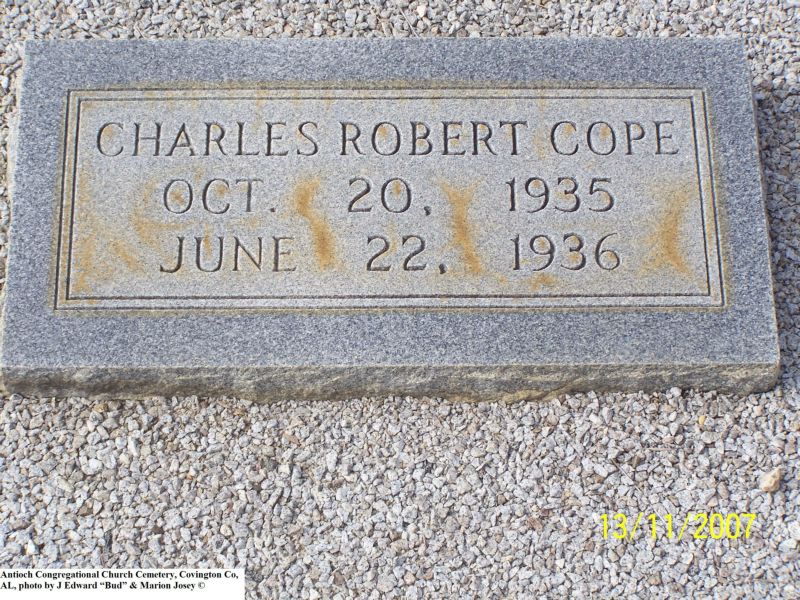 CHARLES ROBERT COPE
OCT. 20, 1935
JUNE 22, 1936
13/11/2007
Antioch Congregational Church Cemetery, Covington Co,
AL, photo by J Edward “Bud” & Marion Josey ©